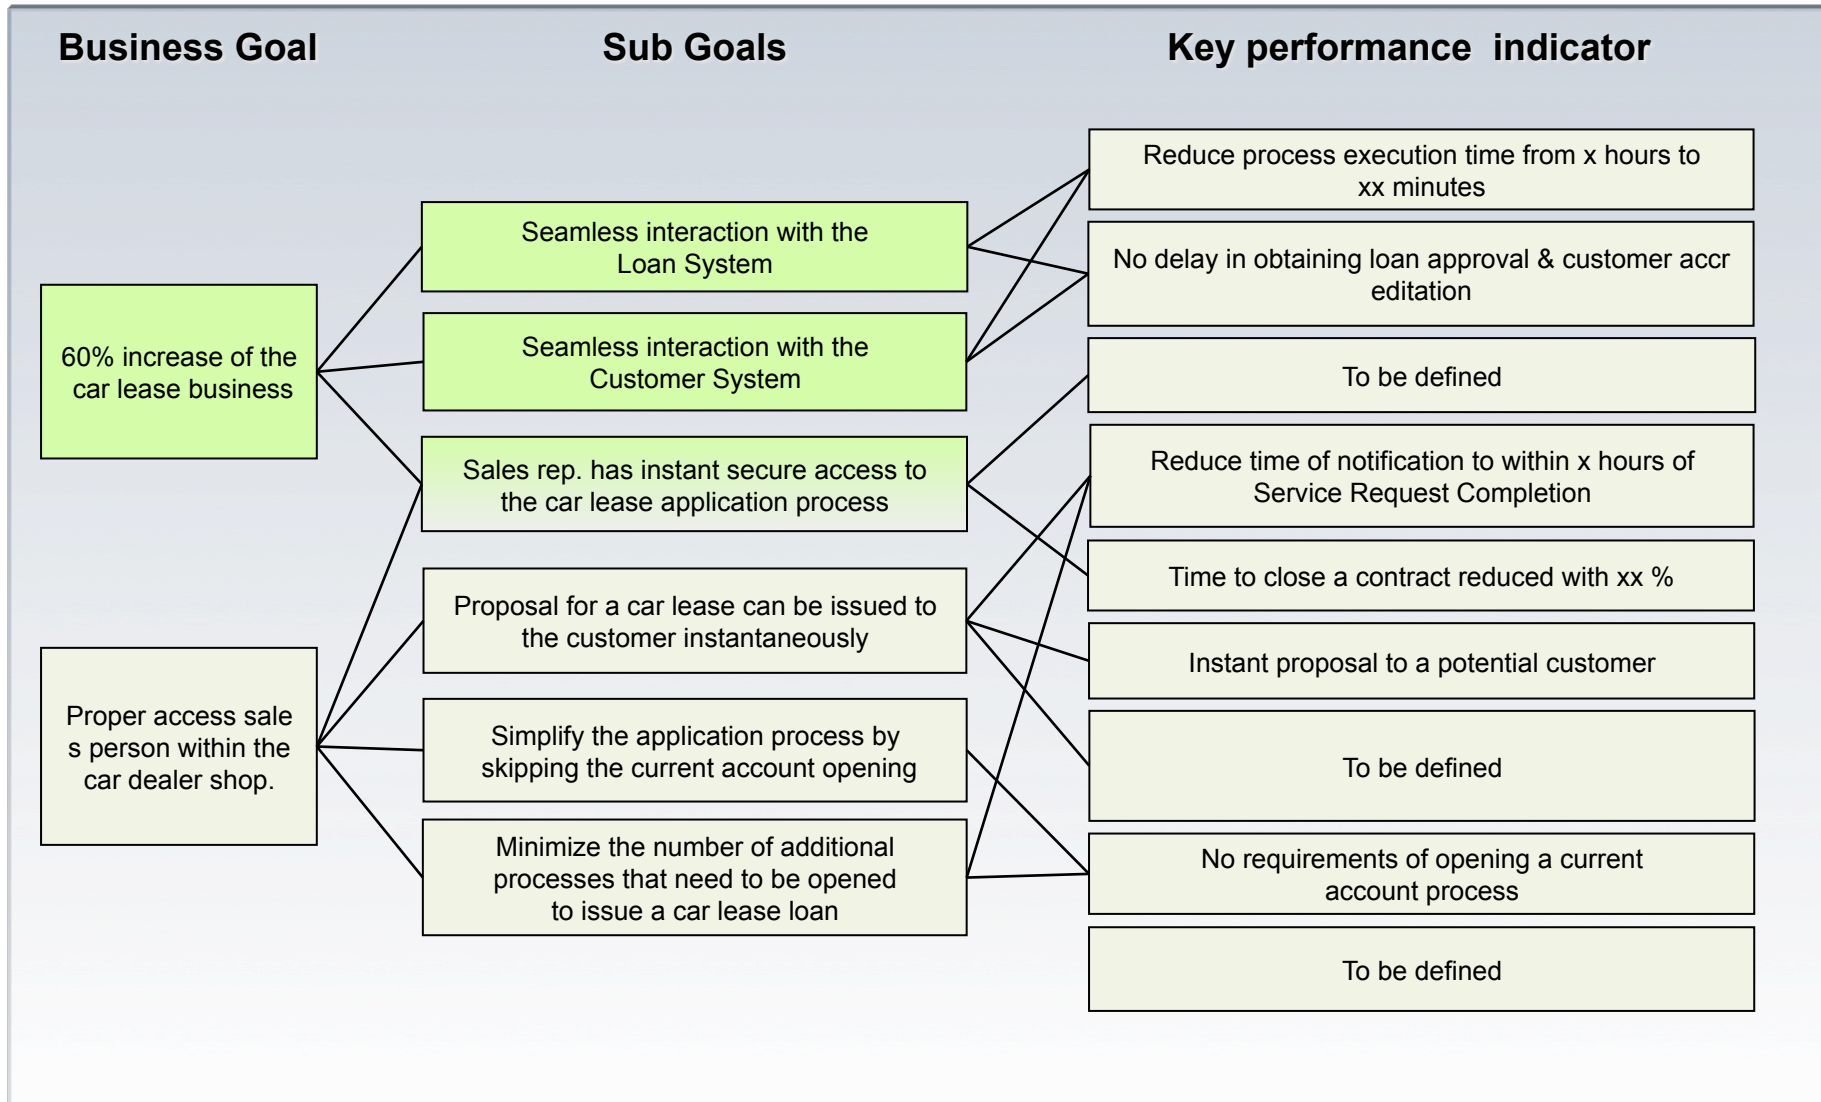 Business Goal
Sub Goals
Key performance  indicator
60% increase of the
car lease business
Proper access sale
s person within the
car dealer shop.
Seamless interaction with the
Loan System
Seamless interaction with the
Customer System
Sales rep. has instant secure access to
the car lease application process
Proposal for a car lease can be issued to
the customer instantaneously
Simplify the application process by
skipping the current account opening
Minimize the number of additional
processes that need to be opened
to issue a car lease loan
Reduce process execution time from x hours to
xx minutes
No delay in obtaining loan approval & customer accr
editation
To be defined
Reduce time of notification to within x hours of
Service Request Completion
Time to close a contract reduced with xx %
Instant proposal to a potential customer
To be defined
No requirements of opening a current
account process
To be defined